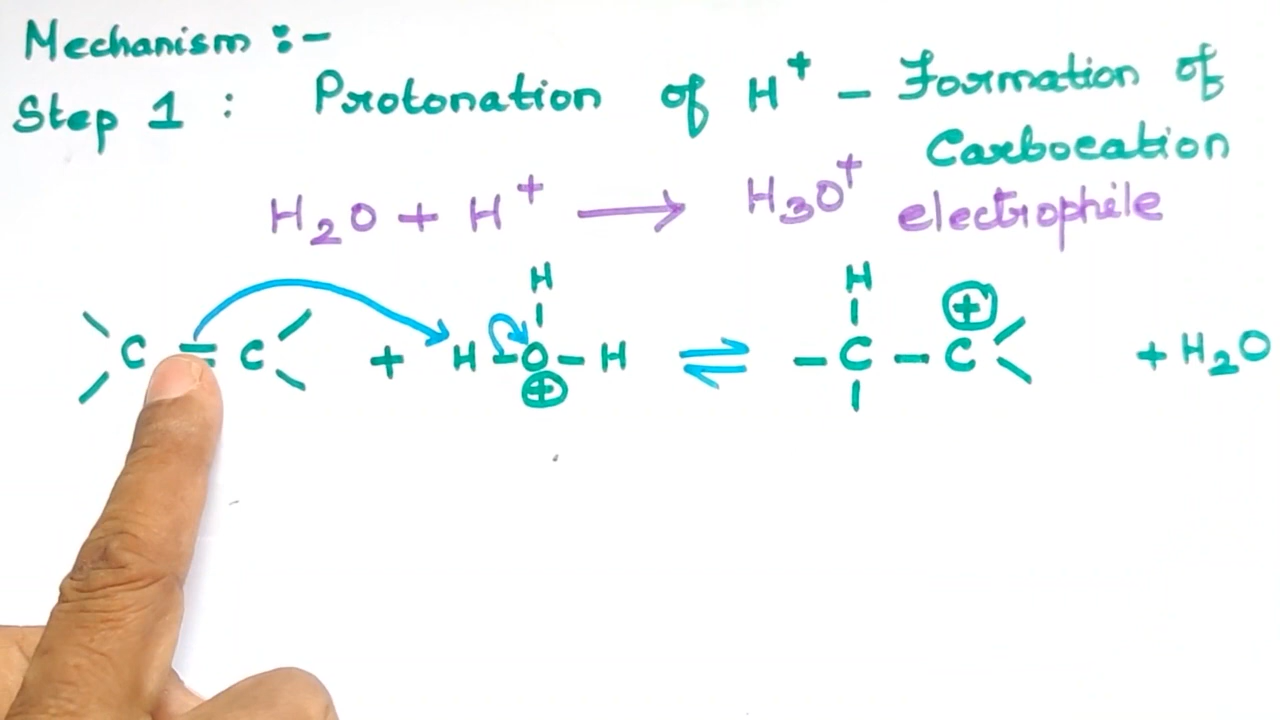 Mechanism :-
Step 1 : Protonation of H⁺ - Formation of
Carbocation
H₂O + H⁺ ⟶ H₃O⁺ electrophile
H H ⊕
C = C + H - O - H ⇌ - C - C + H₂O
⊕